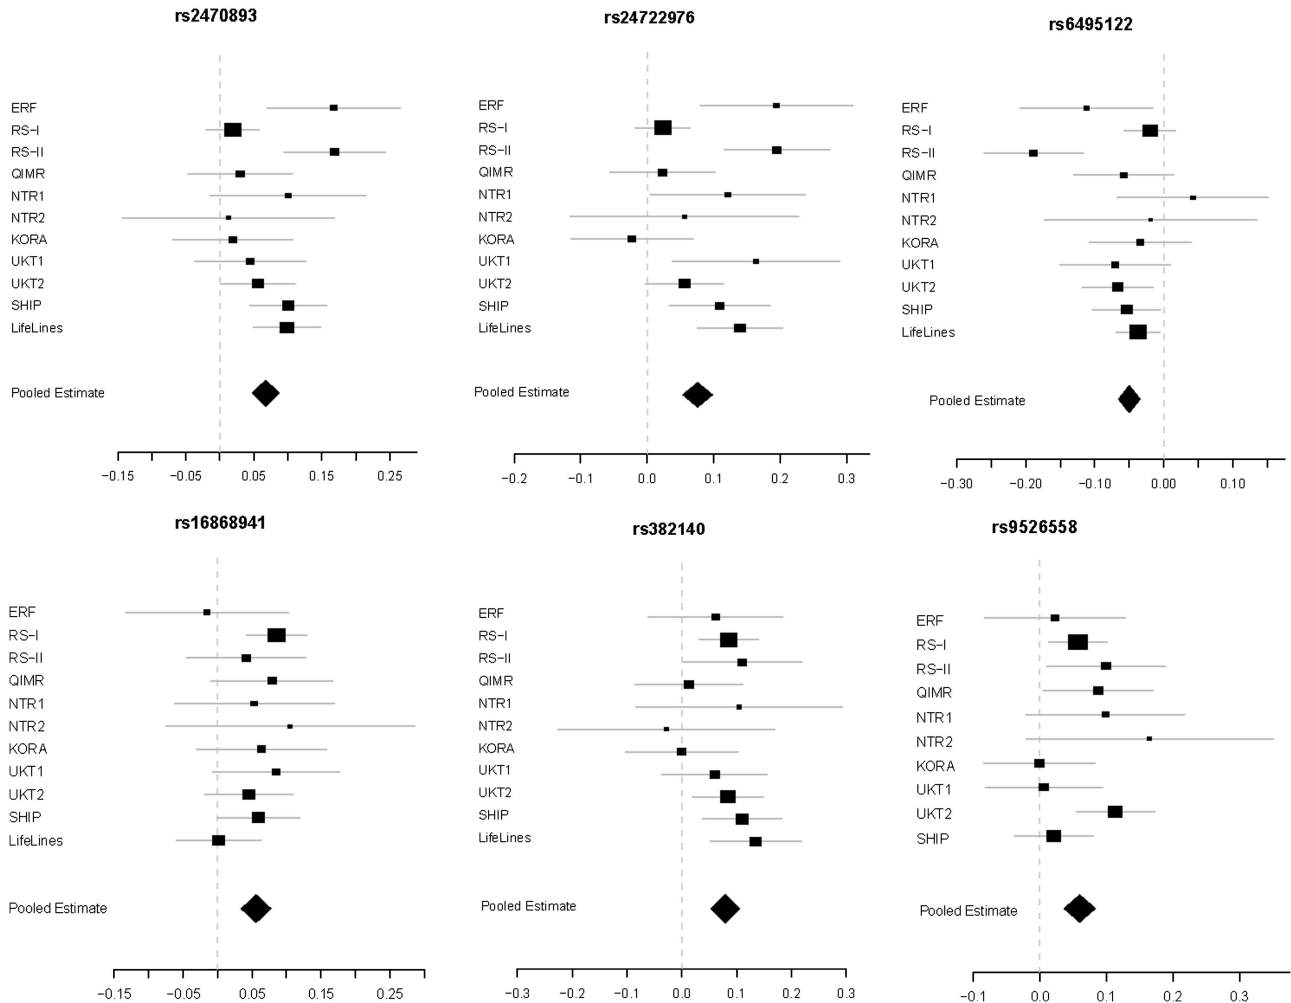 rs2470893
ERF
RS-I
RS-II
QIMR
NTR1
NTR2
KORA
UKT1
UKT2
SHIP
LifeLines
Pooled Estimate
-0.15 -0.05 0.05 0.15 0.25
rs24722976
ERF
RS-I
RS-II
QIMR
NTR1
NTR2
KORA
UKT1
UKT2
SHIP
LifeLines
Pooled Estimate
-0.2 -0.1 0.0 0.1 0.2 0.3
rs6495122
ERF
RS-I
RS-II
QIMR
NTR1
NTR2
KORA
UKT1
UKT2
SHIP
LifeLines
Pooled Estimate
-0.30 -0.20 -0.10 0.00 0.10
rs16868941
ERF
RS-I
RS-II
QIMR
NTR1
NTR2
KORA
UKT1
UKT2
SHIP
LifeLines
Pooled Estimate
-0.15 -0.05 0.05 0.15 0.25
rs382140
ERF
RS-I
RS-II
QIMR
NTR1
NTR2
KORA
UKT1
UKT2
SHIP
LifeLines
Pooled Estimate
-0.3 -0.2 -0.1 0.0 0.1 0.2 0.3
rs9526558
ERF
RS-I
RS-II
QIMR
NTR1
NTR2
KORA
UKT1
UKT2
SHIP
Pooled Estimate
-0.1 0.0 0.1 0.2 0.3